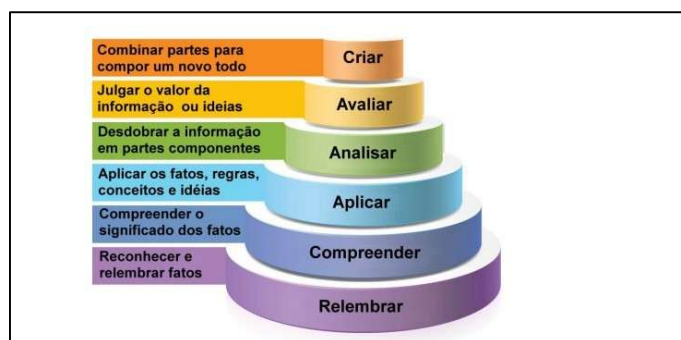 Combinar partes para
compor um novo todo
Criar
Julgar o valor da
informação ou ideias
Avaliar
Desdobrar a informação
em partes componentes
Analisar
Aplicar os fatos, regras,
conceitos e idéias
Aplicar
Compreender o
significado dos fatos
Compreender
Reconhecer e
relembrar fatos
Relembrar